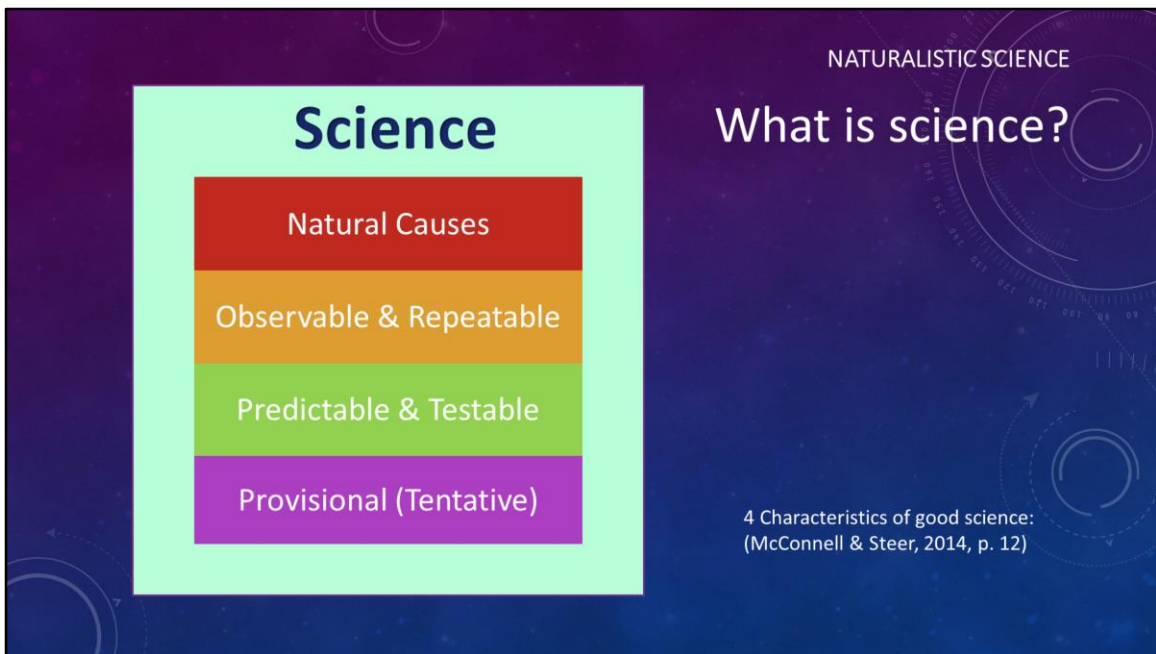 NATURALISTIC SCIENCE
What is science?
Science
Natural Causes
Observable & Repeatable
Predictable & Testable
Provisional (Tentative)
4 Characteristics of good science:
(McConnell & Steer, 2014, p. 12)